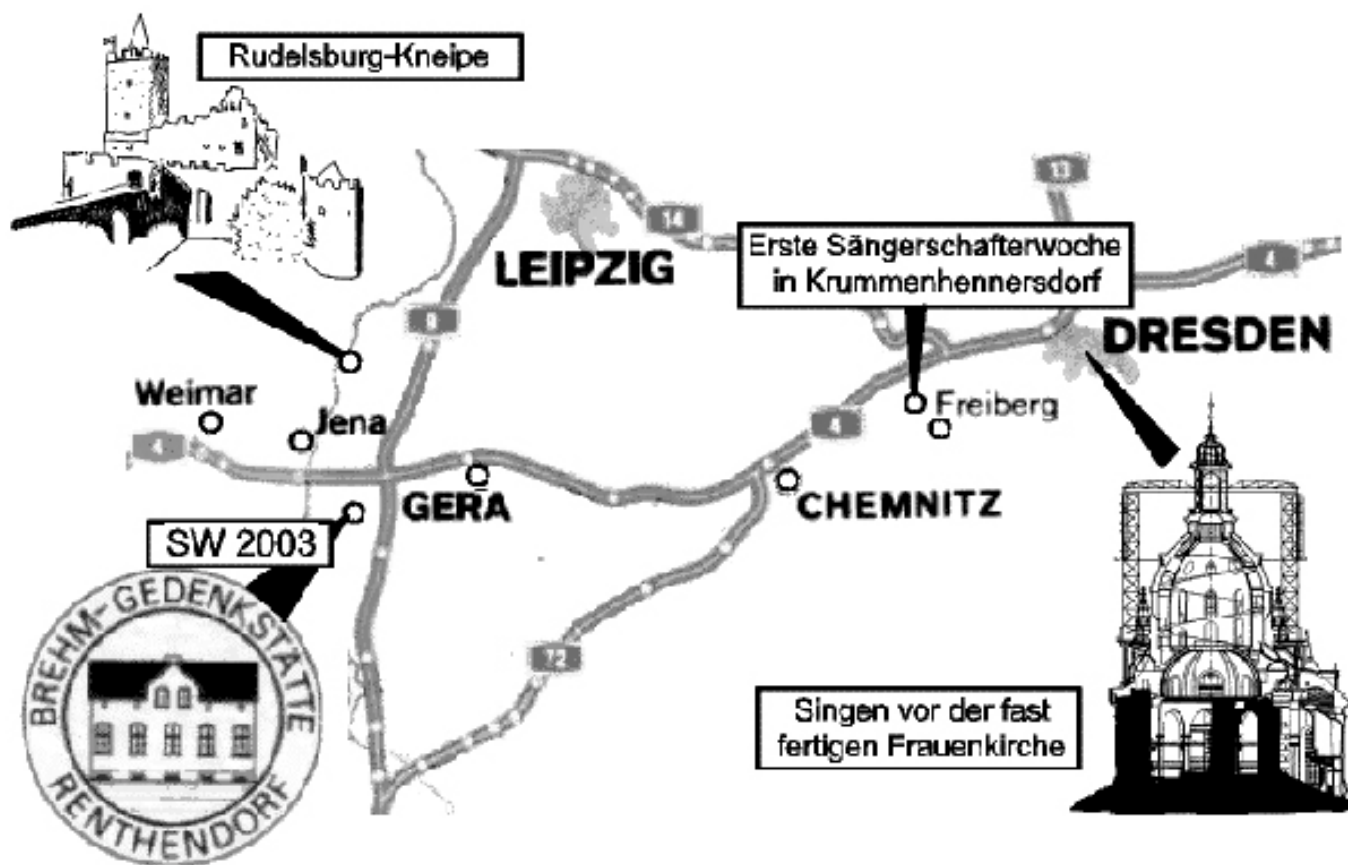 Rudelsburg-Kneipe
13
14
LEIPZIG
Erste Sängerschafterwoche
in Krummenhennersdorf
4
9
DRESDEN
Weimar
Jena
Freiberg
4
4
GERA
CHEMNITZ
SW 2003
BREHM-GEDENKSTÄTTE
RENTHENDORF
72
Singen vor der fast
fertigen Frauenkirche